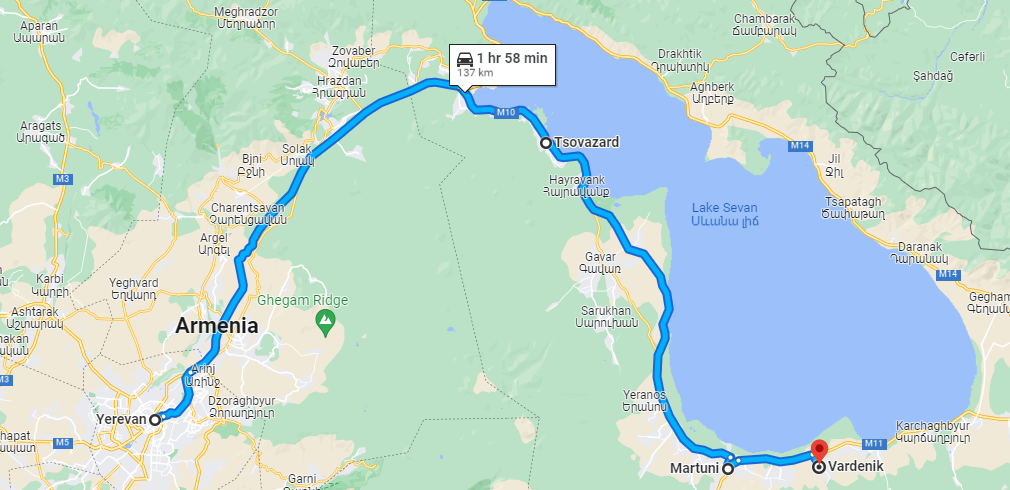 Meghradzor
Մեղրաձոր
Aparan
Ապարան
Chambarak
Ճամբարակ
Zovaber
Զովաբեր
1 hr 58 min
137 km
Drakhtik
Դրախտիկ
Cəfərli
Şahdağ
Hrazdan
Հրազդան
Aghberk
Աղբերք
M10
Aragats
Արագած
Tsovazard
Solak
Սոլակ
M14
Bjni
Բջնի
Jil
Ջիլ
M3
Hayravank
Հայրավանք
Tsapatagh
Ծափաթաղ
Charentsavan
Չարենցավան
Lake Sevan
Սևանա լիճ
Argel
Արգել
Daranak
Դարանակ
Gavar
Գավառ
M14
Karbi
Կարբի
Yeghvard
Եղվարդ
Ghegam Ridge
Ashtarak
Աշտարակ
Armenia
Sarukhan
Սարուխան
Arinj
Առինջ
M3
Yeranos
Երանոս
Dzoraghbyur
Ձորաղբյուր
Yerevan
Karchaghbyur
Կարճաղբյուր
M5
M11
Martuni
Vardenik
Garni